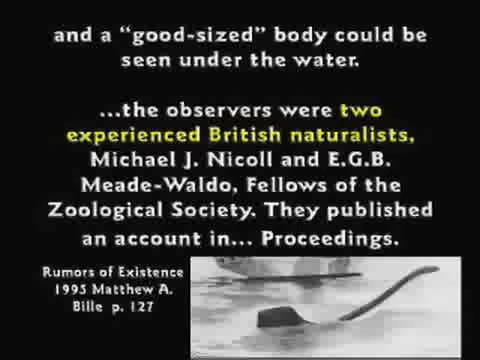 and a “good-sized” body could be
seen under the water.
...the observers were two
experienced British naturalists,
Michael J. Nicoll and E.G.B.
Meade-Waldo, Fellows of the
Zoological Society. They published
an account in... Proceedings.
Rumors of Existence
1995 Matthew A.
Bille p. 127